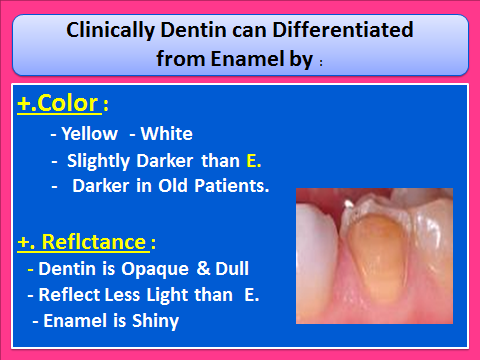 Clinically Dentin can Differentiated
from Enamel by :
+.Color :
- Yellow - White
- Slightly Darker than E.
- Darker in Old Patients.
+. Reflctance :
- Dentin is Opaque & Dull
- Reflect Less Light than E.
- Enamel is Shiny